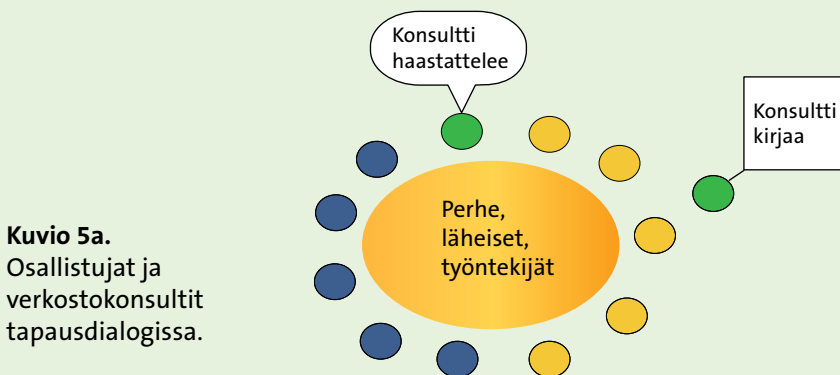 Konsultti
haastattelee
Konsultti
kirjaa
Perhe,
läheiset,
työntekijät
Kuvio 5a.
Osallistujat ja
verkostokonsultit
tapausdialogissa.